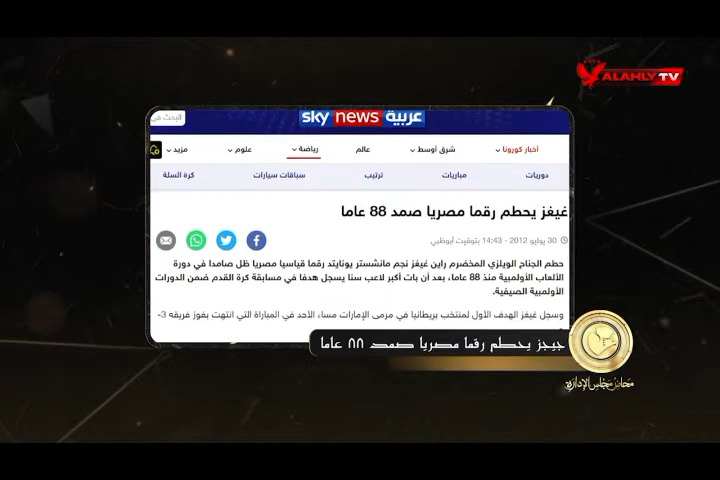 ALAHLY TV
البحث في
sky news عربية
أخبار كورونا
شرق أوسط
عالم
رياضة
علوم
مزيد
دوريات
مباريات
ترتيب
سباقات سيارات
كرة السلة
غيغز يحطم رقما مصريا صمد 88 عاما
30 يوليو 2012 - 14:43 بتوقيت أبوظبي
حطم الجناح الويلزي المخضرم راين غيغز نجم مانشستر يونايتد رقما قياسيا مصريا ظل صامدا في دورة
الألعاب الأولمبية منذ 88 عاما، بعد أن بات أكبر لاعب سنا يسجل هدفا في مسابقة كرة القدم ضمن الدورات
الأولمبية الصيفية.
وسجل غيغز الهدف الأول لمنتخب بريطانيا في مرمى الإمارات مساء الأحد في المباراة التي انتهت بفوز فريقه 3-
جيجز يحطم رقما مصريا صمد ٨٨ عاما
محاضر مجلس الإدارة